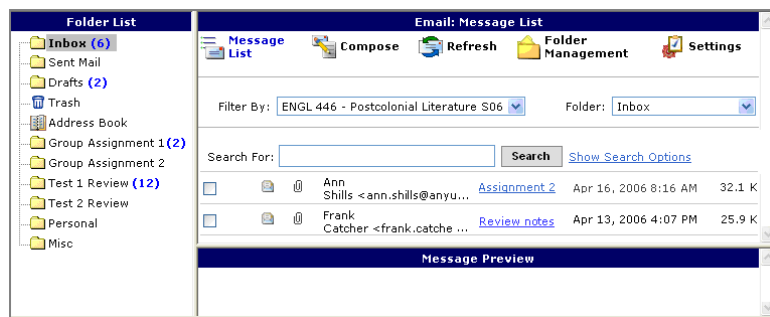 Folder List
Inbox (6)
Sent Mail
Drafts (2)
Trash
Address Book
Group Assignment 1(2)
Group Assignment 2
Test 1 Review (12)
Test 2 Review
Personal
Misc
Email: Message List
Message List
Compose
Refresh
Folder Management
Settings
Filter By: ENGL 446 - Postcolonial Literature S06 Folder: Inbox
Search For: Search Show Search Options
Ann
Shills <ann.shills@anyu... Assignment 2 Apr 16, 2006 8:16 AM 32.1 K
Frank
Catcher <frank.catche ... Review notes Apr 13, 2006 4:07 PM 25.9 K
Message Preview